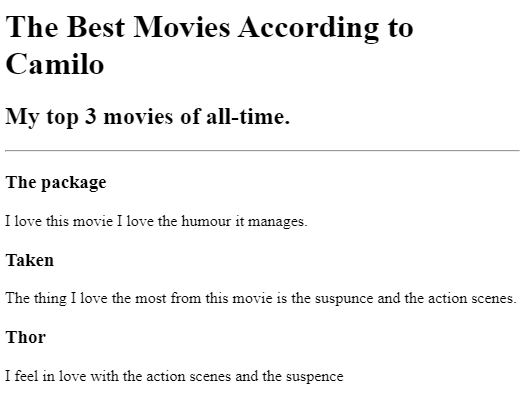 The Best Movies According to
Camilo
My top 3 movies of all-time.
The package
I love this movie I love the humour it manages.
Taken
The thing I love the most from this movie is the suspunce and the action scenes.
Thor
I feel in love with the action scenes and the suspence